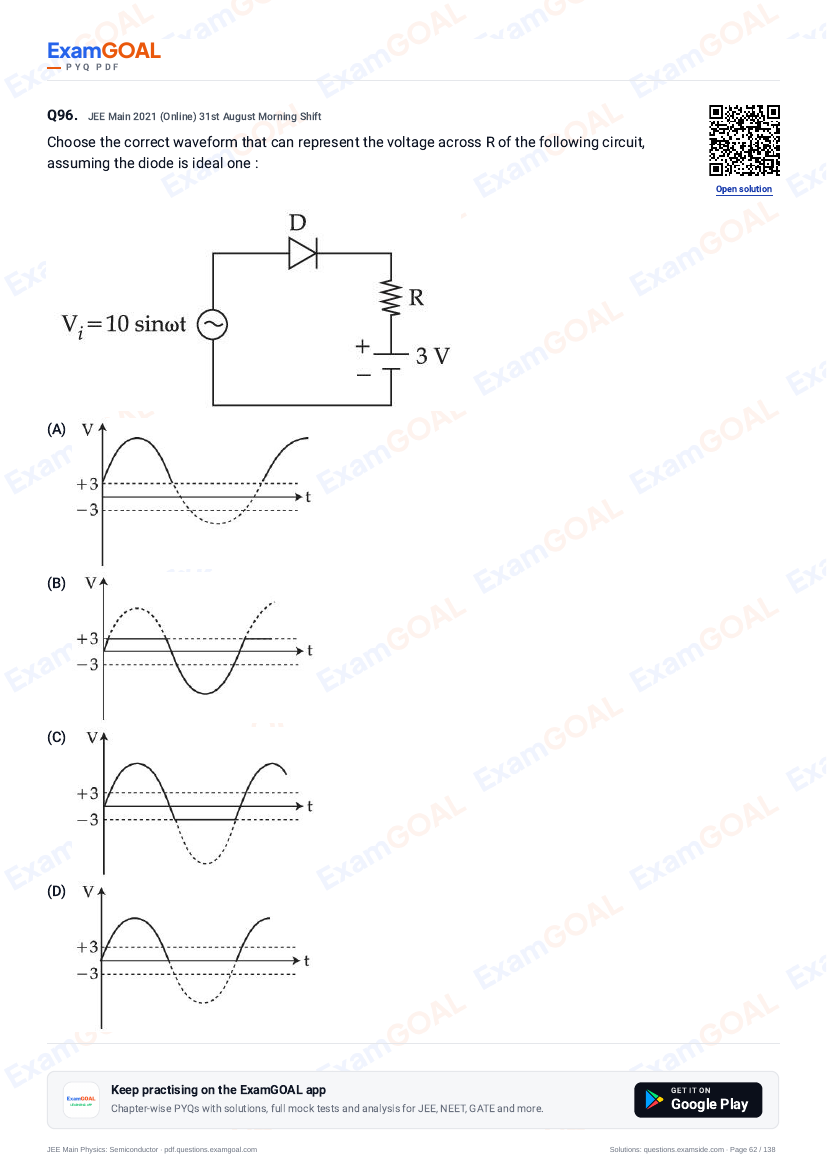 ExamGOAL
PYQ PDF
Q96. JEE Main 2021 (Online) 31st August Morning Shift
Choose the correct waveform that can represent the voltage across R of the following circuit,
assuming the diode is ideal one :
Open solution
D
R
V_i = 10 sinωt
+
3 V
−
(A)
V
+3
t
−3
(B)
V
+3
t
−3
(C)
V
+3
t
−3
(D)
V
+3
t
−3
Keep practising on the ExamGOAL app
Chapter-wise PYQs with solutions, full mock tests and analysis for JEE, NEET, GATE and more.
GET IT ON
Google Play
JEE Main Physics: Semiconductor · pdf.questions.examgoal.com
Solutions: questions.examside.com · Page 62 / 138